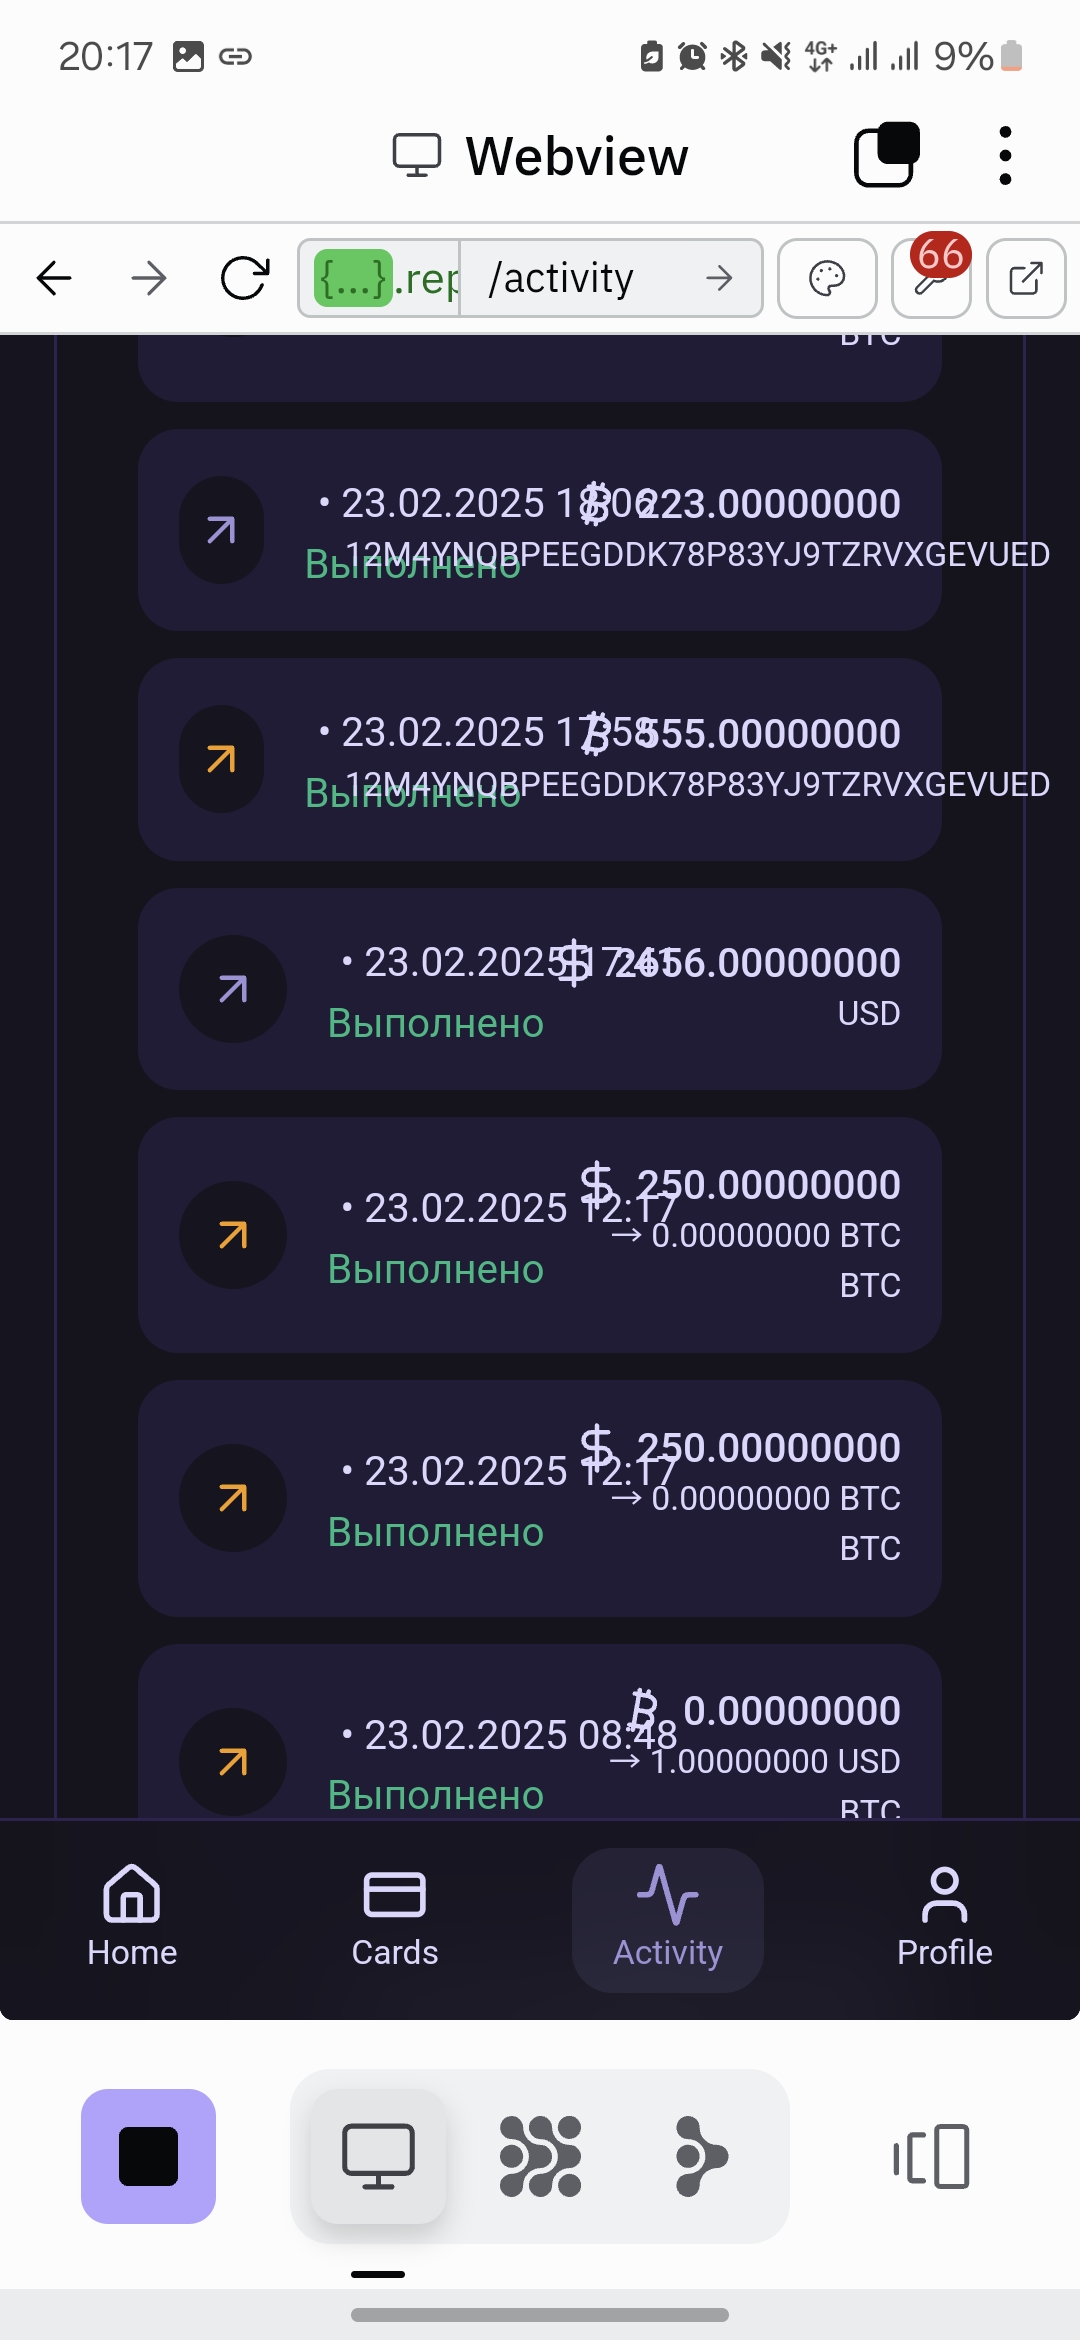 20:17
4G+
9%
Webview
{...}.rep
/activity
66
BTC
• 23.02.2025 18:06
223.00000000
12M4YNQBPEEGDDK78P83YJ9TZRVXGEVUED
Выполнено
• 23.02.2025 17:58
555.00000000
12M4YNQBPEEGDDK78P83YJ9TZRVXGEVUED
Выполнено
• 23.02.2025 17:41
$ 2656.00000000
USD
Выполнено
$ 250.00000000
• 23.02.2025 12:17
→ 0.00000000 BTC
Выполнено
BTC
$ 250.00000000
• 23.02.2025 12:17
→ 0.00000000 BTC
Выполнено
BTC
0.00000000
• 23.02.2025 08:48
→ 1.00000000 USD
Выполнено
BTC
Home
Cards
Activity
Profile